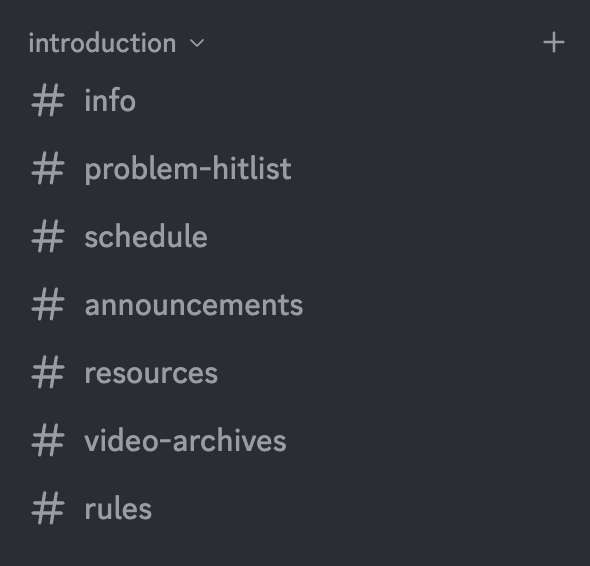 introduction
# info
# problem-hitlist
# schedule
# announcements
# resources
# video-archives
# rules